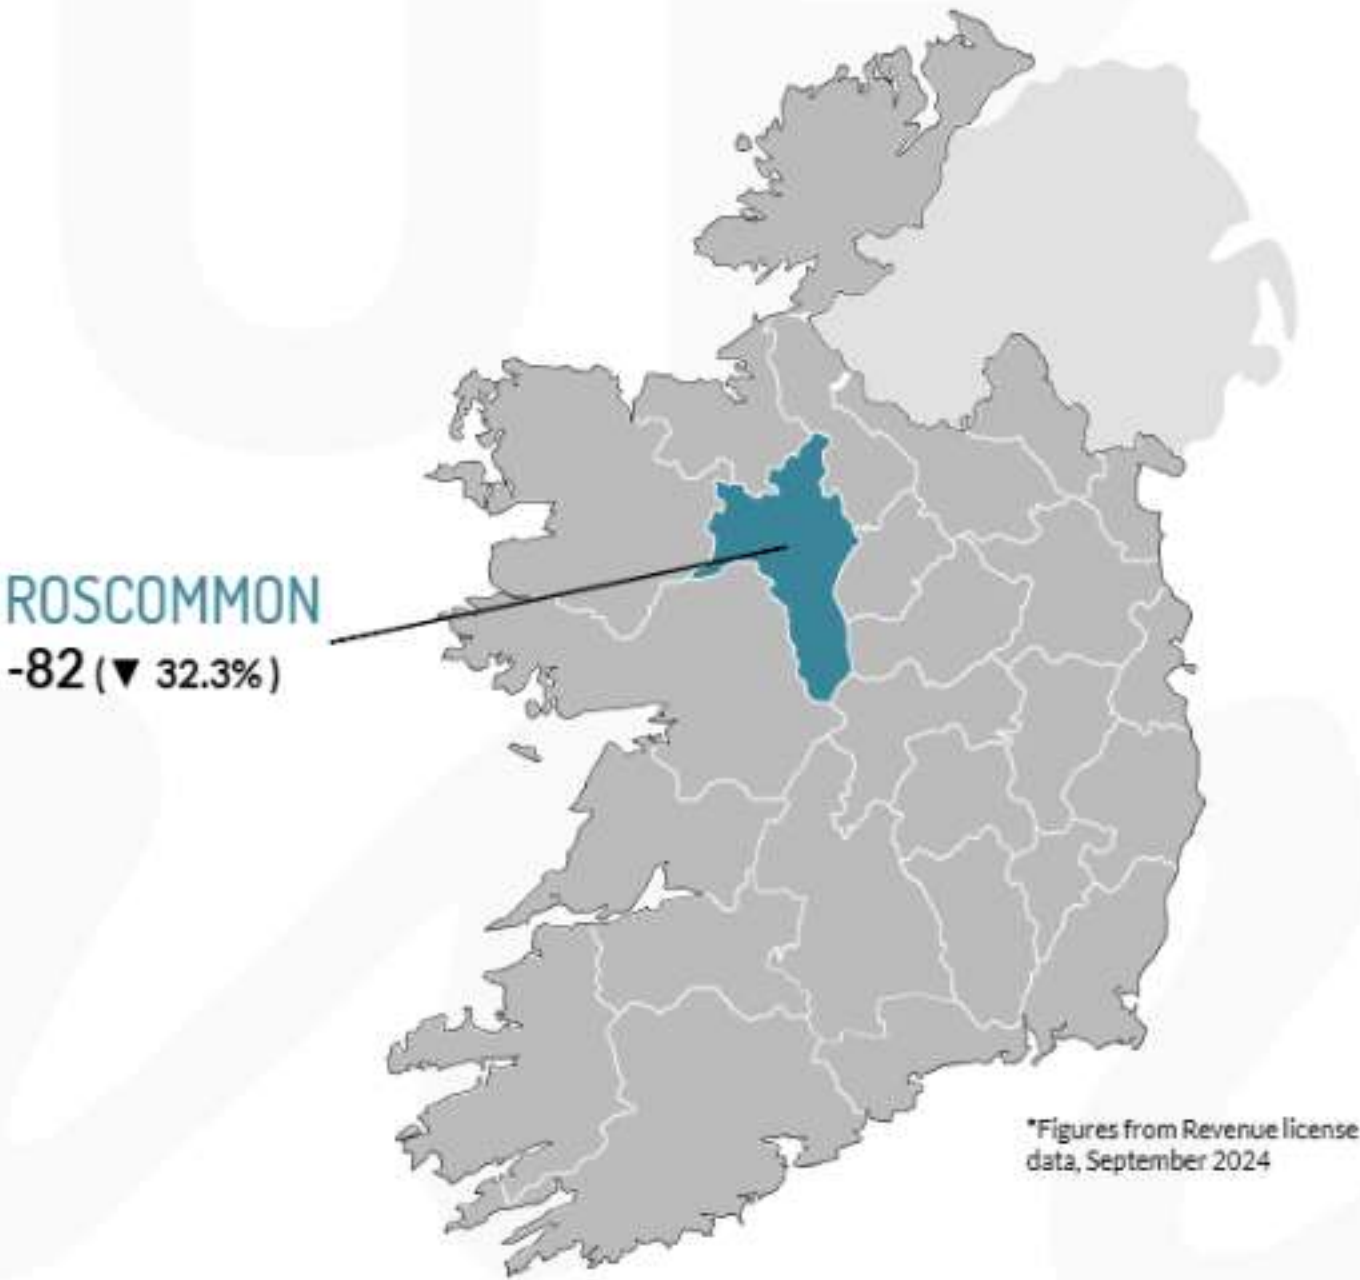 ROSCOMMON
-82 (▼ 32.3%)
*Figures from Revenue license
data, September 2024